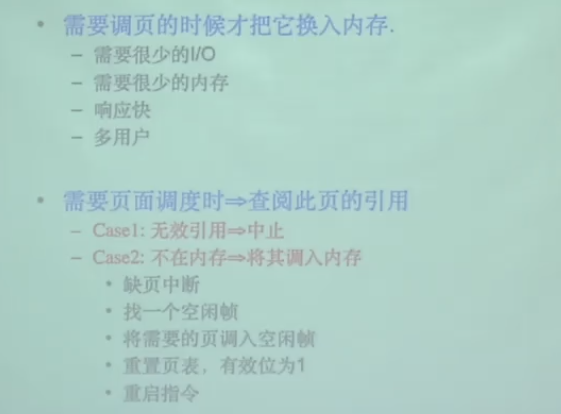 • 需要调页的时候才把它换入内存.
– 需要很少的I/O
– 需要很少的内存
– 响应快
– 多用户
• 需要页面调度时⇒查阅此页的引用
– Case1: 无效引用⇒中止
– Case2: 不在内存⇒将其调入内存
• 缺页中断
• 找一个空闲帧
• 将需要的页调入空闲帧
• 重置页表，有效位为1
• 重启指令